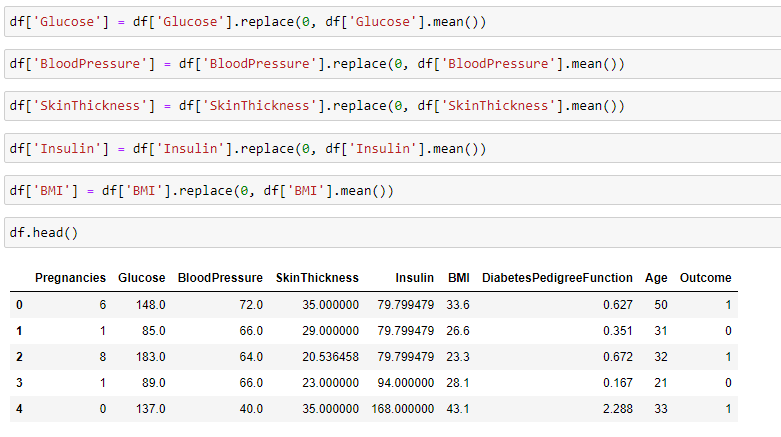 df['Glucose'] = df['Glucose'].replace(0, df['Glucose'].mean())
df['BloodPressure'] = df['BloodPressure'].replace(0, df['BloodPressure'].mean())
df['SkinThickness'] = df['SkinThickness'].replace(0, df['SkinThickness'].mean())
df['Insulin'] = df['Insulin'].replace(0, df['Insulin'].mean())
df['BMI'] = df['BMI'].replace(0, df['BMI'].mean())
df.head()
Pregnancies Glucose BloodPressure SkinThickness Insulin BMI DiabetesPedigreeFunction Age Outcome
0 6 148.0 72.0 35.000000 79.799479 33.6 0.627 50 1
1 1 85.0 66.0 29.000000 79.799479 26.6 0.351 31 0
2 8 183.0 64.0 20.536458 79.799479 23.3 0.672 32 1
3 1 89.0 66.0 23.000000 94.000000 28.1 0.167 21 0
4 0 137.0 40.0 35.000000 168.000000 43.1 2.288 33 1